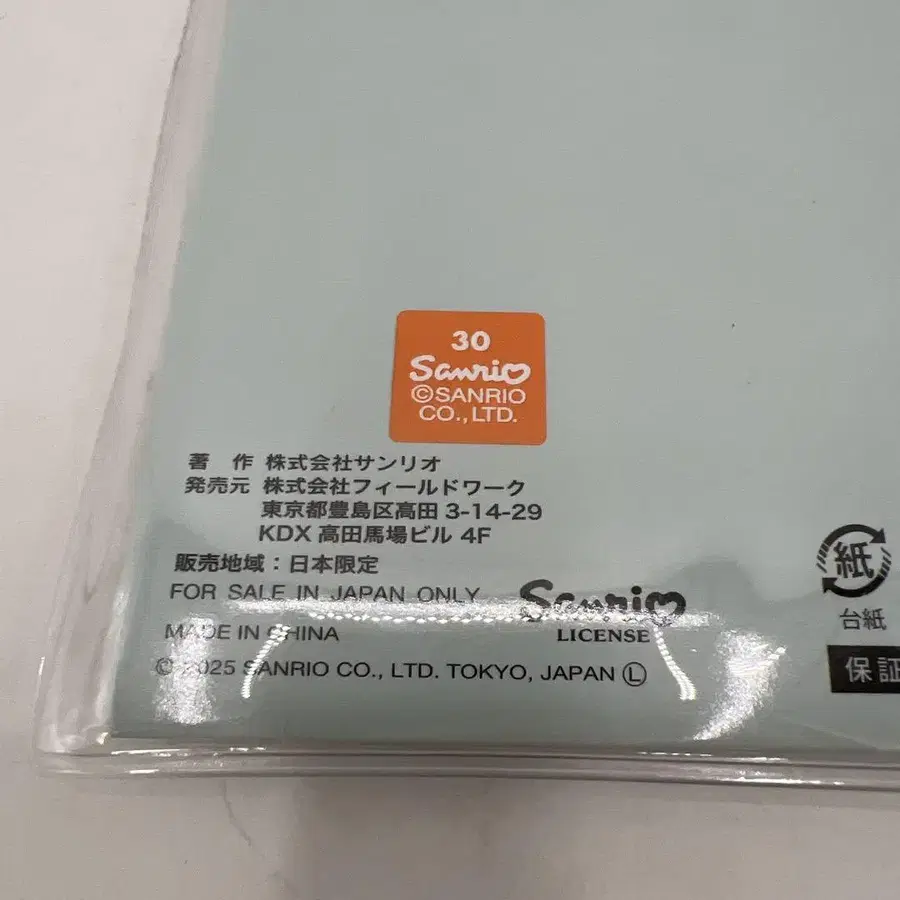 30
Sanrio
©SANRIO
CO., LTD.
著　作 株式会社サンリオ
発売元 株式会社フィールドワーク
東京都豊島区高田 3-14-29
KDX 高田馬場ビル 4F
販売地域：日本限定
FOR SALE IN JAPAN ONLY
MADE IN CHINA
© 2025 SANRIO CO., LTD. TOKYO, JAPAN Ⓛ
Sanrio
LICENSE
紙
台紙
保証